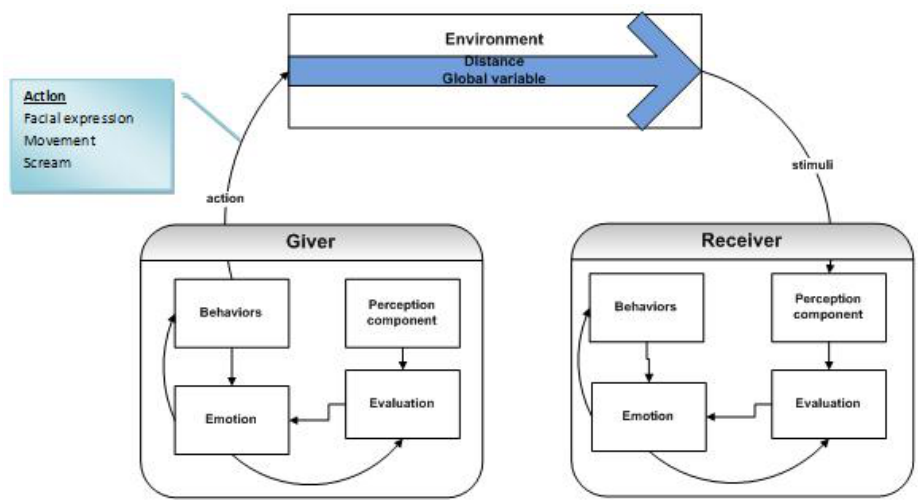 Environment
Distance
Global variable
Action
Facial expression
Movement
Scream
action
stimuli
Giver
Behaviors
Perception
component
Emotion
Evaluation
Receiver
Behaviors
Perception
component
Emotion
Evaluation